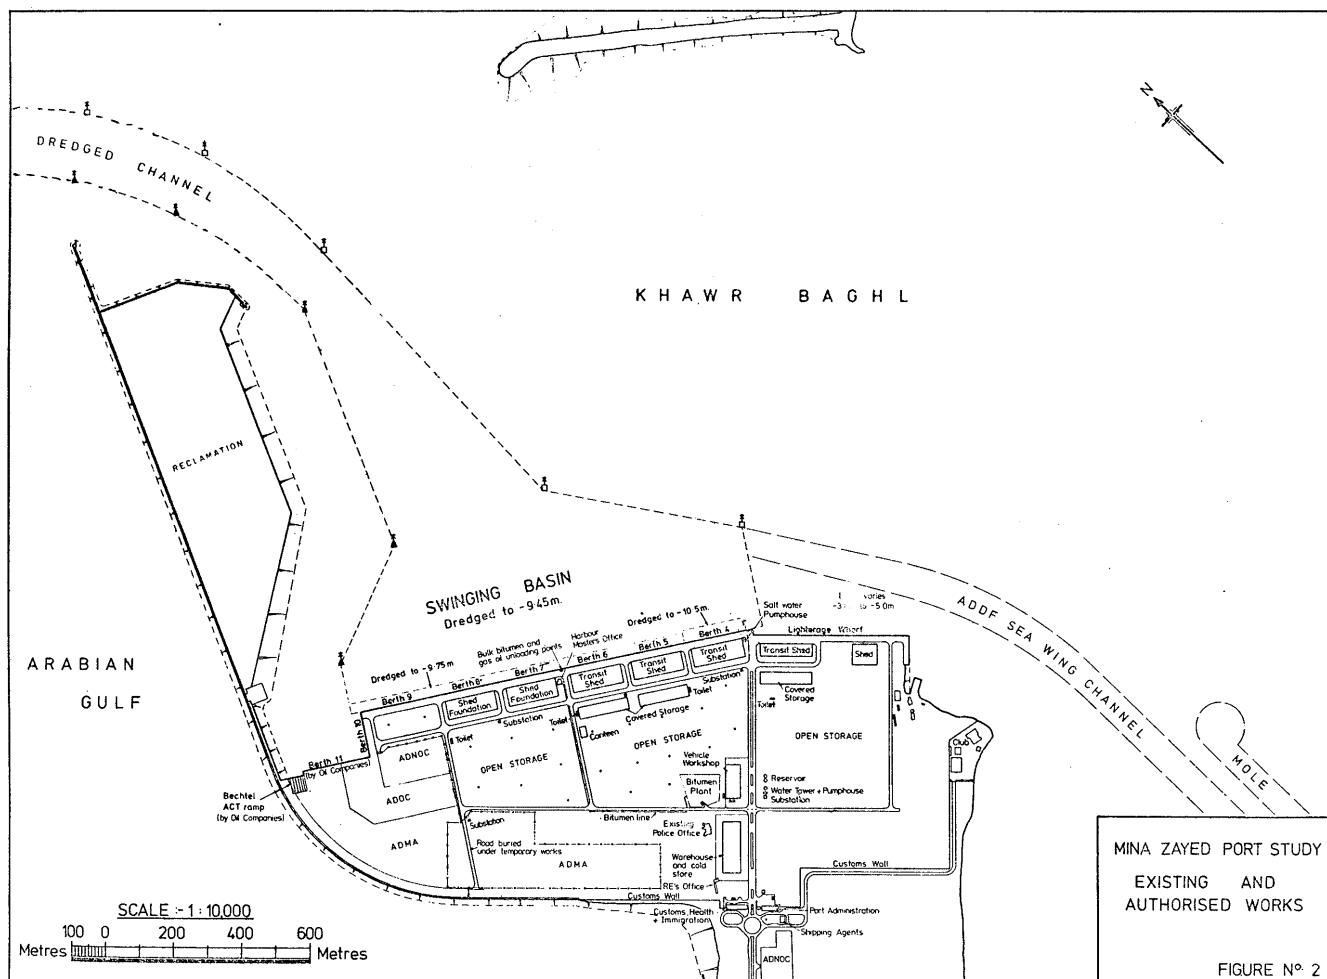 N
DREDGED CHANNEL
KHAWR BAGHL
RECLAMATION
ARABIAN
GULF
SWINGING BASIN
Dredged to -9·45m.
Dredged to -9·75m
Dredged to -10·5m.
Bulk bitumen and
gas oil unloading points
Harbour
Masters Office
Salt water
Pumphouse
varies
to -5·0m
ADDF SEA WING CHANNEL
MOLE
Lighterage Wharf
Berth 4
Berth 5
Berth 6
Berth 7
Berth 8
Berth 9
Berth 10
Berth 11
(by Oil Companies)
Bechtel
ACT ramp
(by Oil Companies)
Shed
Foundation
Shed
Foundation
Transit
Shed
Transit
Shed
Transit
Shed
Transit Shed
Shed
Substation
Toilet
Covered
Storage
Toilet
Toilet
Substation
Toilet
Canteen
Covered Storage
OPEN STORAGE
OPEN STORAGE
OPEN STORAGE
Club
ADNOC
ADOC
ADMA
Vehicle
Workshop
Bitumen
Plant
Reservoir
Water Tower + Pumphouse
Substation
Bitumen line
Substation
Existing
Police Office
Road buried
under temporary works
ADMA
Warehouse
and cold
store
RE's Office
Customs Wall
Customs Wall
Customs Health
+ Immigration
Port Administration
Shipping Agents
ADNOC
SCALE :- 1 : 10,000
100 0 200 400 600
Metres Metres
MINA ZAYED PORT STUDY
EXISTING AND
AUTHORISED WORKS
FIGURE Nº 2